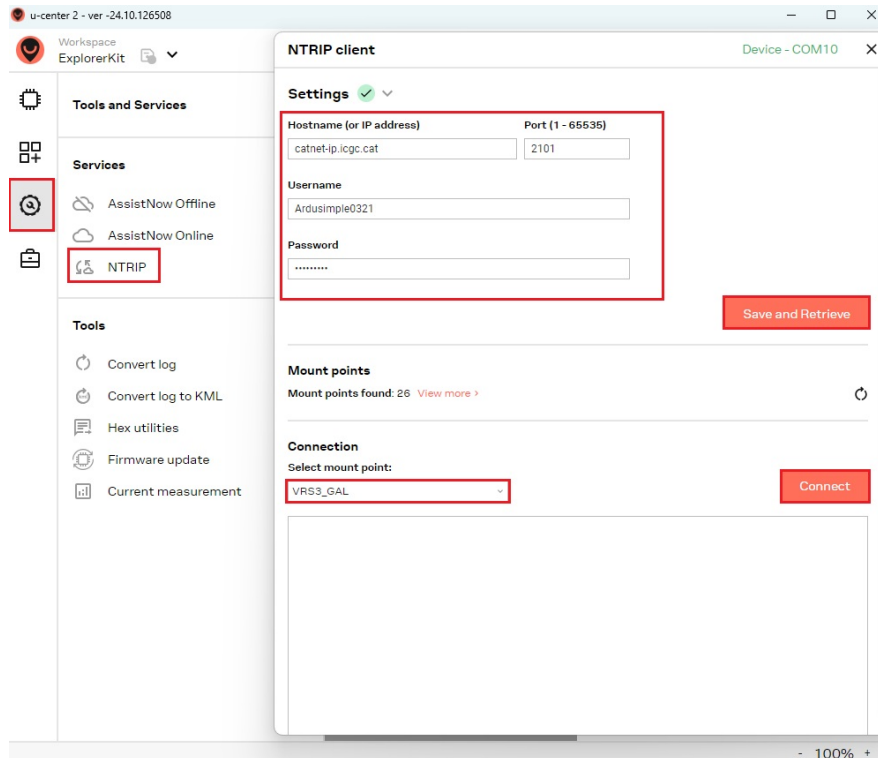 u-center 2 - ver -24.10.126508
Workspace
ExplorerKit
NTRIP client
Device - COM10
Tools and Services
Services
AssistNow Offline
AssistNow Online
NTRIP
Tools
Convert log
Convert log to KML
Hex utilities
Firmware update
Current measurement
Settings
Hostname (or IP address) Port (1 - 65535)
catnet-ip.icgc.cat 2101
Username
Ardusimple0321
Password
•••••••••
Save and Retrieve
Mount points
Mount points found: 26 View more ›
Connection
Select mount point:
VRS3_GAL
Connect
- 100% +